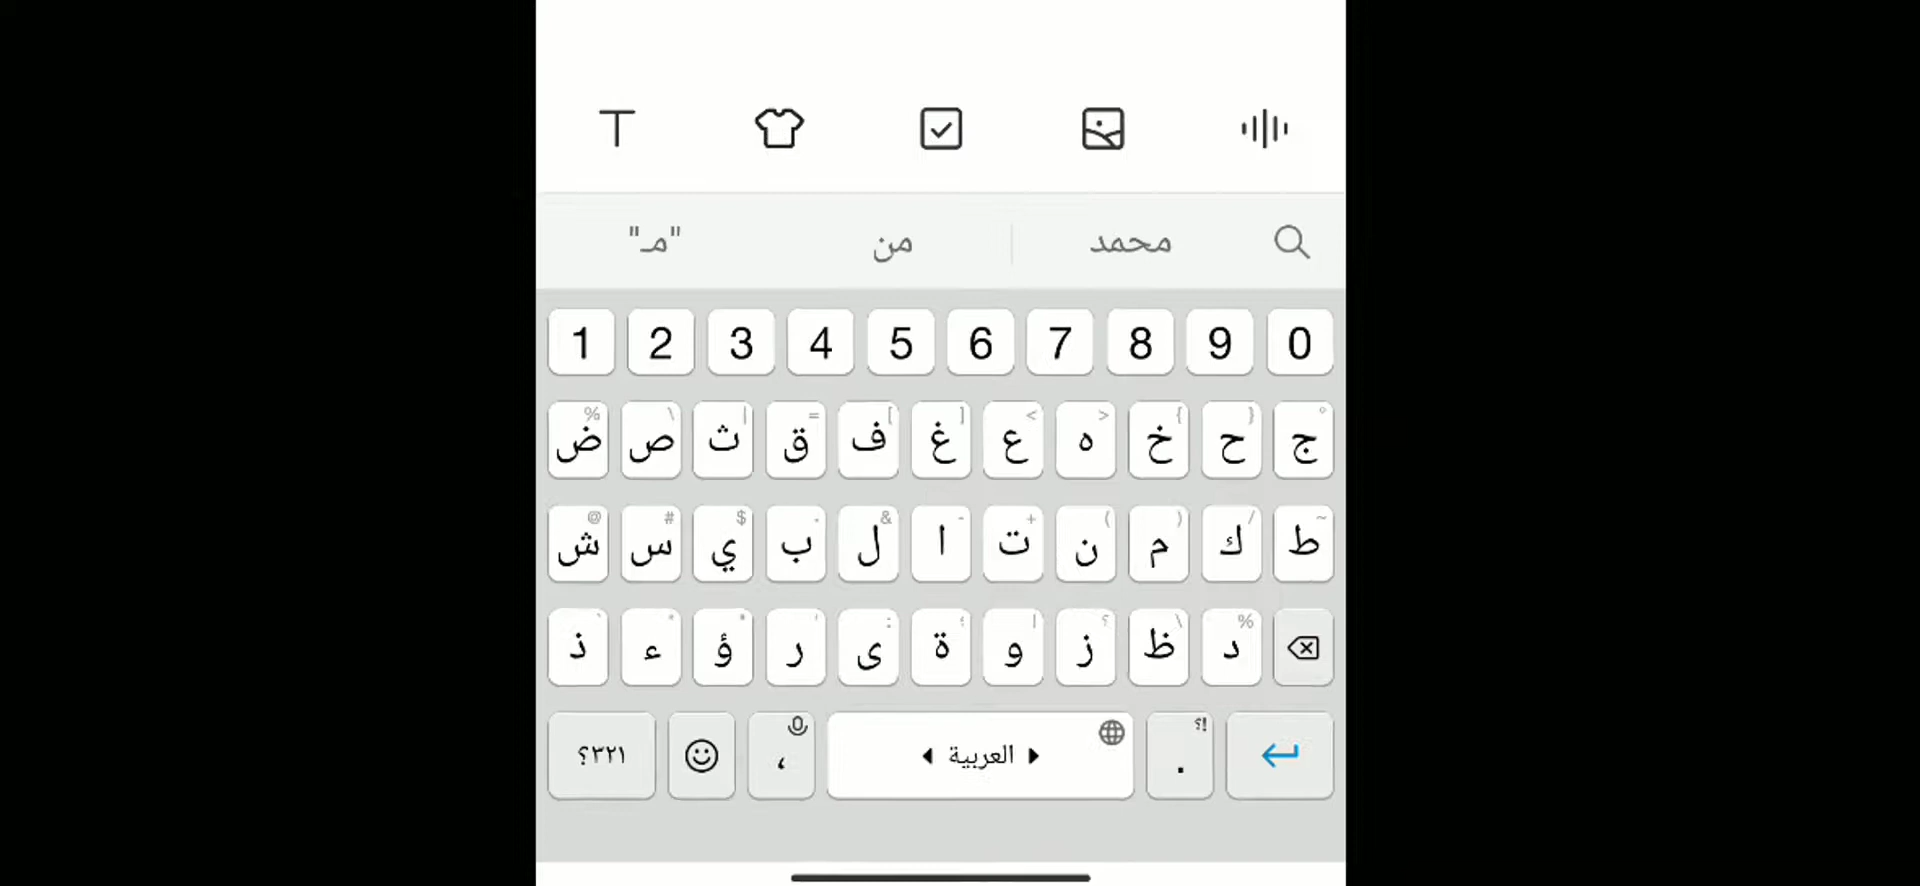 محمد من "مـ"
1 2 3 4 5 6 7 8 9 0
% \ | = [ ] < > { } °
ض ص ث ق ف غ ع ه خ ح ج
@ # $ . & - + ( ) / ~
ش س ي ب ل ا ت ن م ك ط
: ؛ | ؟ \ %
ذ ء ؤ ر ى ة و ز ظ د
؟!
؟٣٢١ ، العربية .